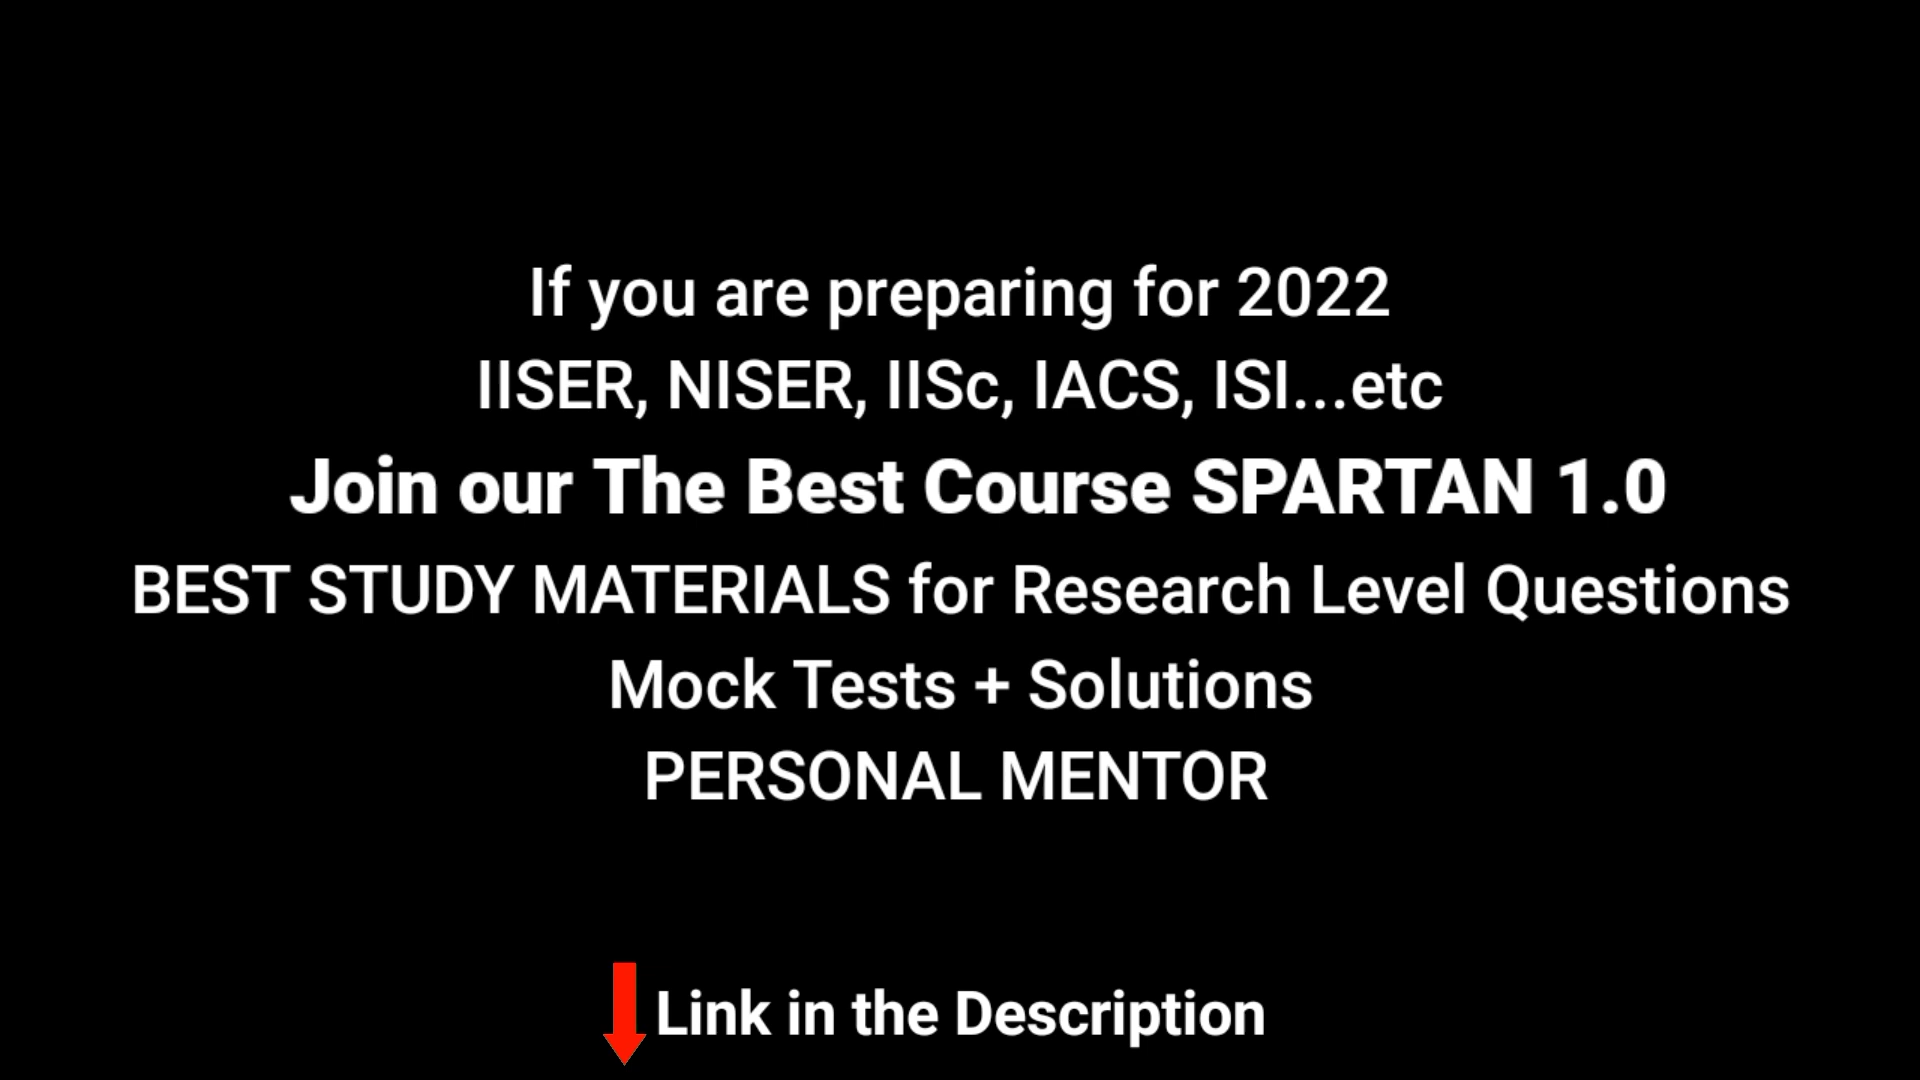 If you are preparing for 2022
IISER, NISER, IISc, IACS, ISI...etc
Join our The Best Course SPARTAN 1.0
BEST STUDY MATERIALS for Research Level Questions
Mock Tests + Solutions
PERSONAL MENTOR
Link in the Description